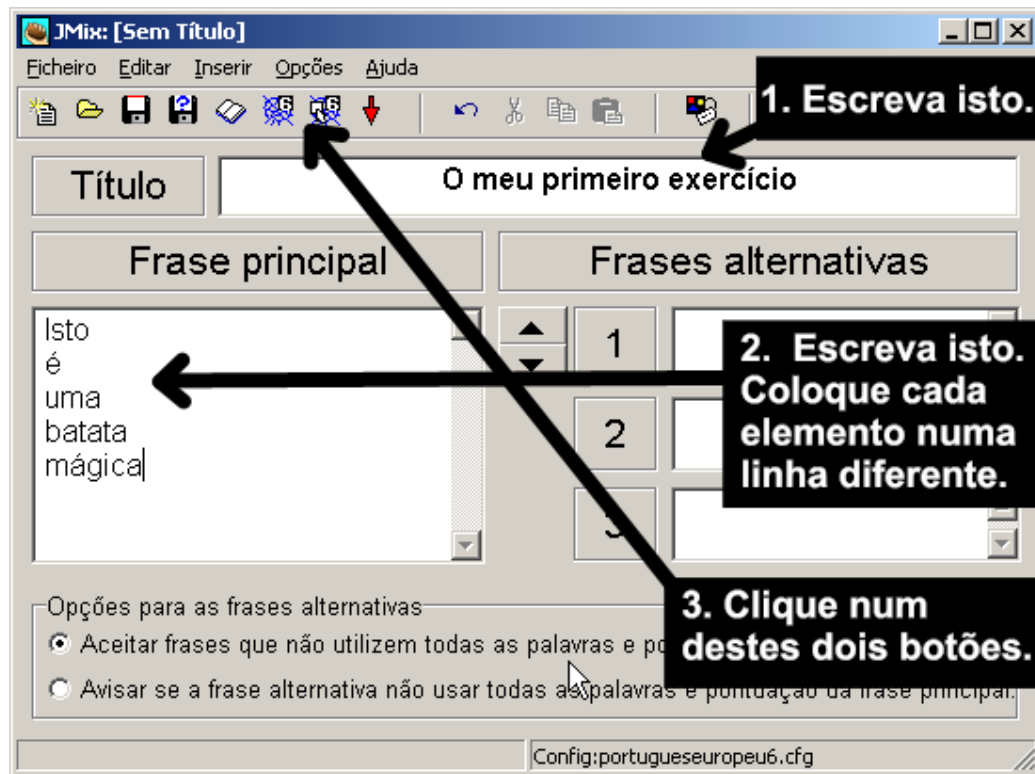 JMix: [Sem Título]
Ficheiro Editar Inserir Opções Ajuda
1. Escreva isto.
Título
O meu primeiro exercício
Frase principal
Frases alternativas
Isto
é
uma
batata
mágica
1
2
3
2. Escreva isto.
Coloque cada
elemento numa
linha diferente.
3. Clique num
destes dois botões.
Opções para as frases alternativas
Aceitar frases que não utilizem todas as palavras e
Avisar se a frase alternativa não usar todas as palavras e pontuação da frase principal.
Config:portugueseuropeu6.cfg